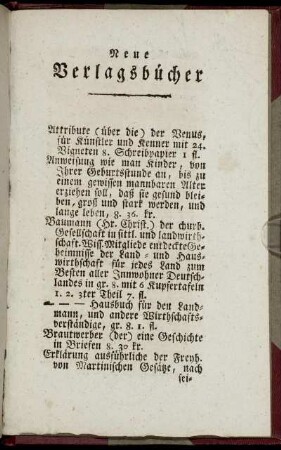 Neue
Verlagsbücher
Attribute (über die) der Venus,
für Künstler und Kenner mit 24.
Vigneten 8. Schreibpapier 1 fl.
Anweisung wie man Kinder, von
Ihrer Geburtsstunde an, bis zu
einem gewissen mannbaren Alter
erziehen soll, daß sie gesund blei-
ben, groß und stark werden, und
lange leben, 8. 36. kr.
Baumann (Hr. Christ.) der churb.
Gesellschaft in sittl. und landwirth-
schaft. Wiss. Mitgliede entdeckte Ge-
heimnisse der Land- und Haus-
wirthschaft für jedes Land zum
Besten aller Innwohner Deutsch-
landes in gr. 8. mit 6 Kupfertafeln
1. 2. 3ter Theil 7. fl.
— — — Hausbuch für den Land-
mann, und andere Wirthschafts-
verständige, gr. 8. 1. fl.
Brautwerber (der) eine Geschichte
in Briefen 8. 30 kr.
Erklärung ausführliche der Freyh.
von Martinischen Gesätze, nach
sei-